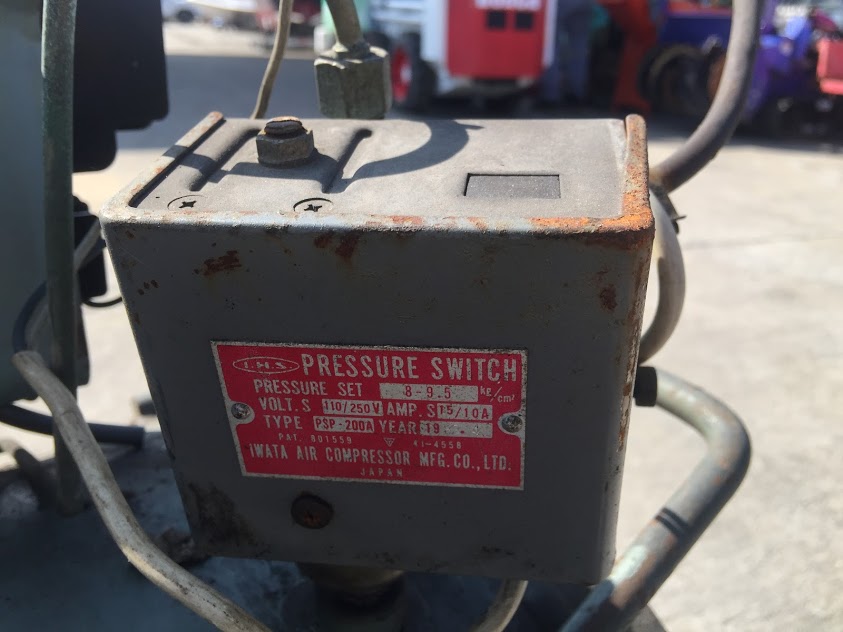 I.H.S PRESSURE SWITCH
PRESSURE SET 8-9.5 kg/cm²
VOLT.S 110/250V AMP.S 15/10A
TYPE PSP-200A YEAR 19
PAT. 801559 41-4558
IWATA AIR COMPRESSOR MFG.CO.,LTD.
JAPAN